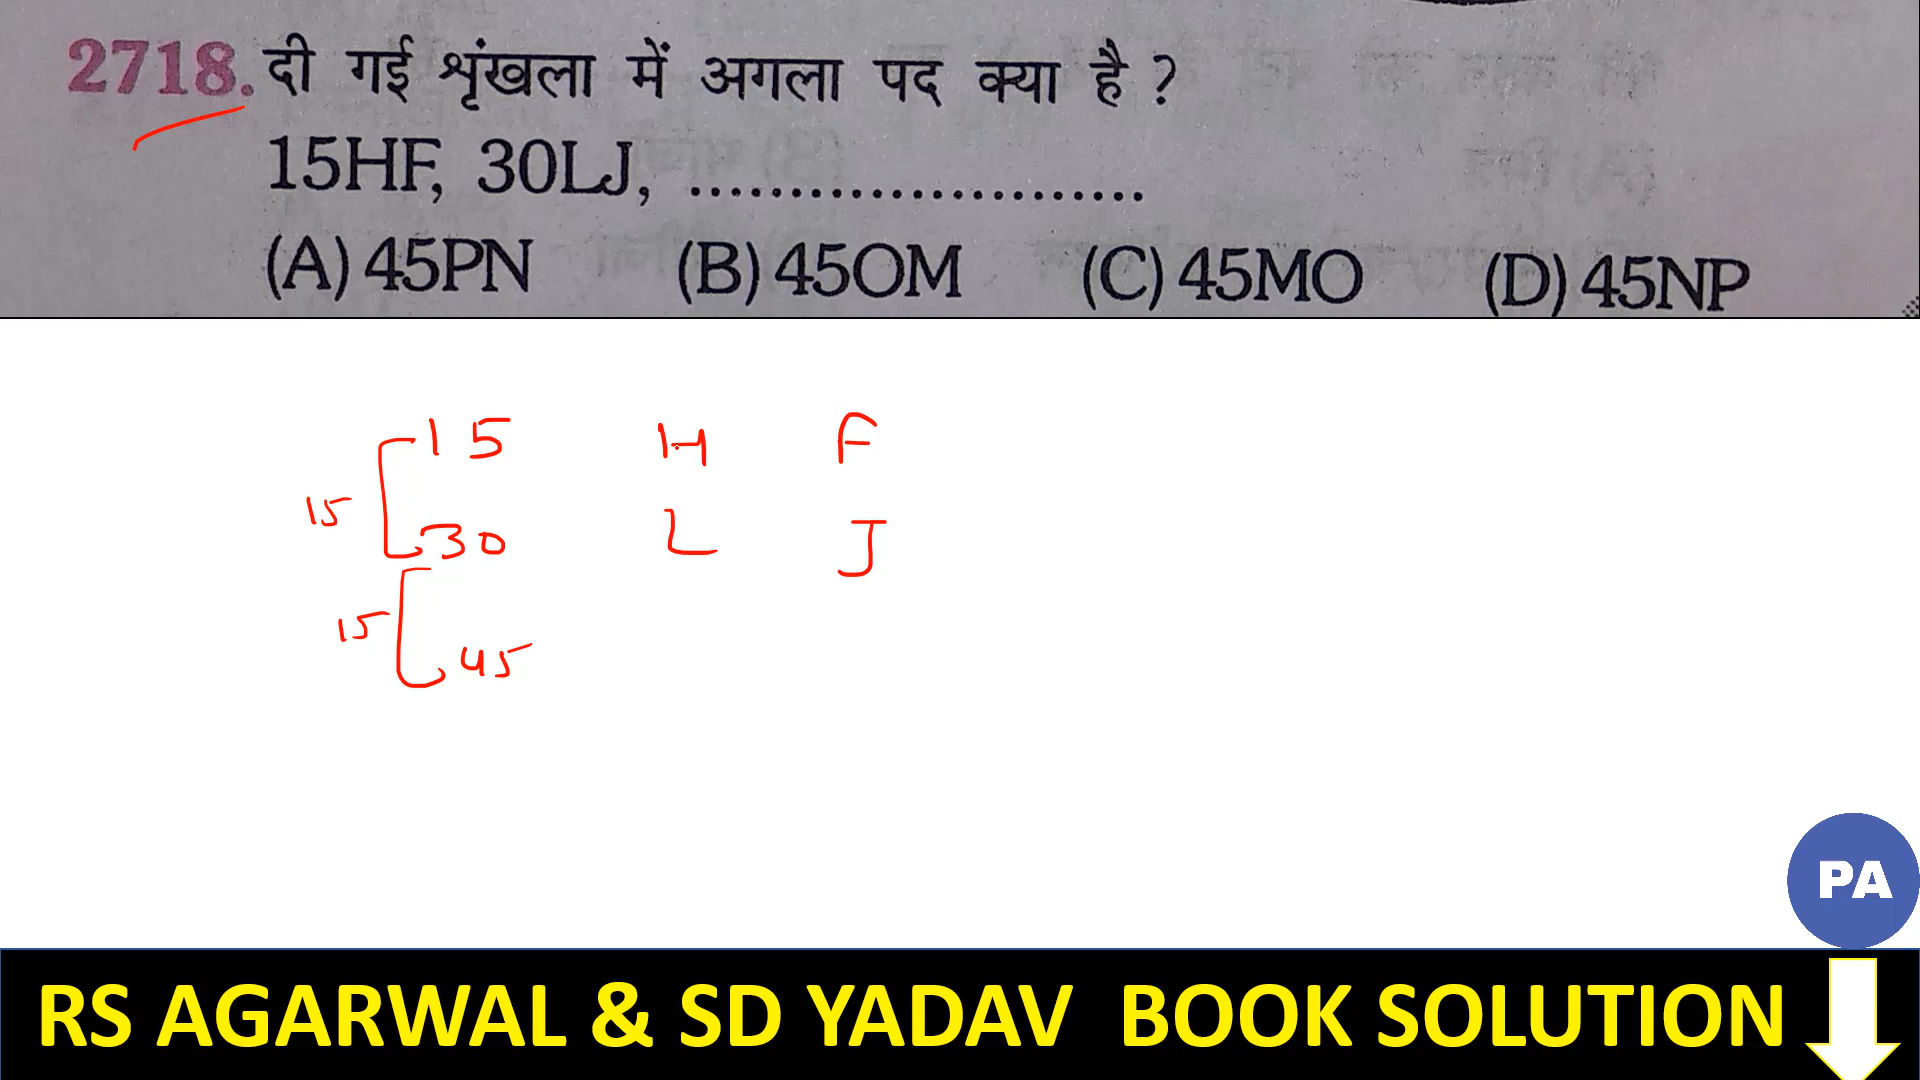 2718. दी गई शृंखला में अगला पद क्या है ?
15HF, 30LJ, ............................
(A) 45PN (B) 45OM (C) 45MO (D) 45NP
15 H F
15
30 L J
15
45
PA
RS AGARWAL & SD YADAV BOOK SOLUTION